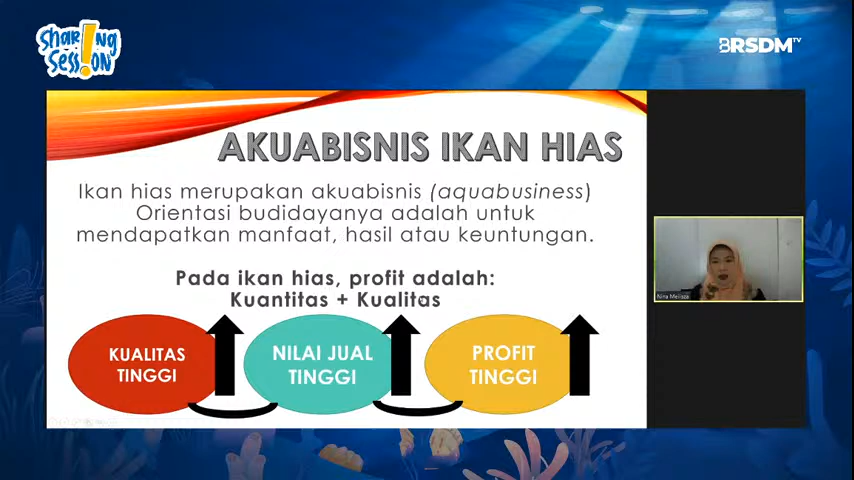 Sharing
Session
BRSDM TV
AKUABISNIS IKAN HIAS
Ikan hias merupakan akuabisnis (aquabusiness)
Orientasi budidayanya adalah untuk
mendapatkan manfaat, hasil atau keuntungan.
Pada ikan hias, profit adalah:
Kuantitas + Kualitas
KUALITAS
TINGGI
NILAI JUAL
TINGGI
PROFIT
TINGGI
Nina Meilisza